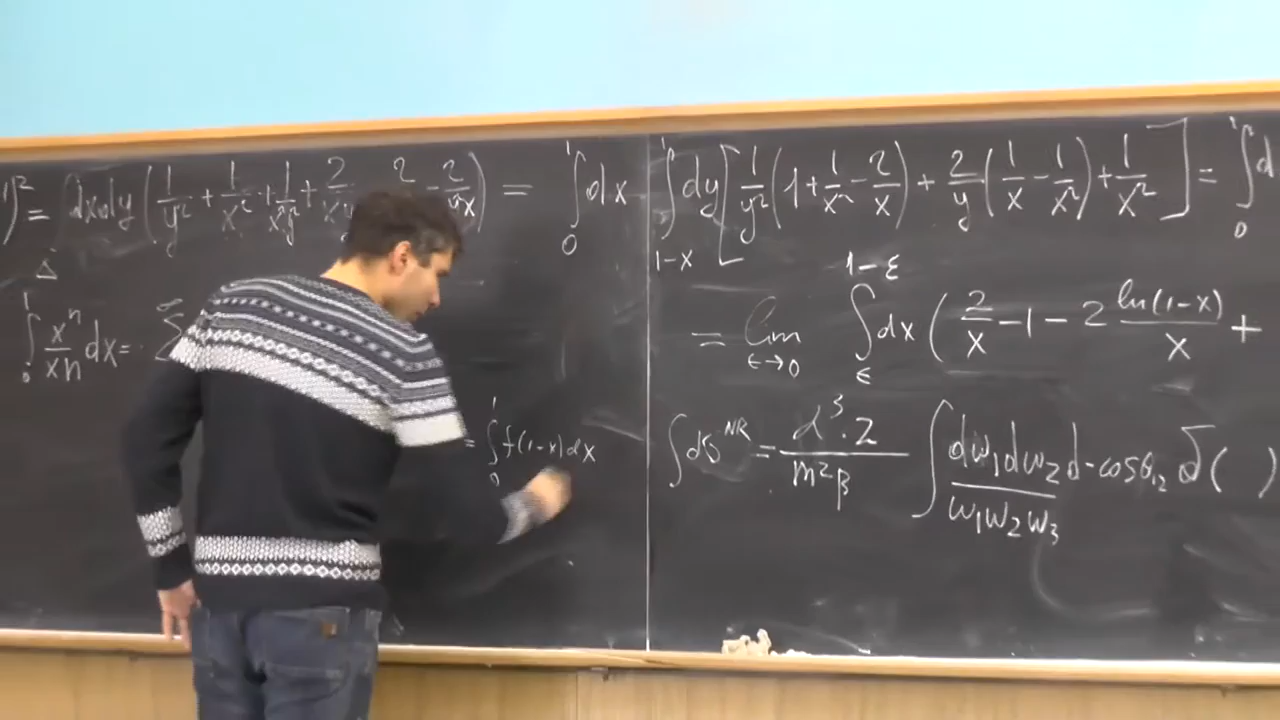 )² = ∫ dxdy ( 1/y² + 1/x² + 1/x²y² + 2/xy - 2 - 2/y²x ) = ∫₀¹ dx ∫₁₋ₓ¹ dy [ 1/y² ( 1 + 1/x² - 2/x ) + 2/y ( 1/x - 1/x² ) + 1/x² ] = ∫₀¹ d
Δ
= lim ε→0 ∫_ε^{1-ε} dx ( 2/x - 1 - 2 ln(1-x)/x +
∫₀¹ xⁿ/xn dx = Σ
= ∫₀¹ f(1-x)dx
∫dσ^NR = α³·2/m²β ∫ dω₁dω₂d·cosθ₁₂/ω₁ω₂ω₃ δ( )